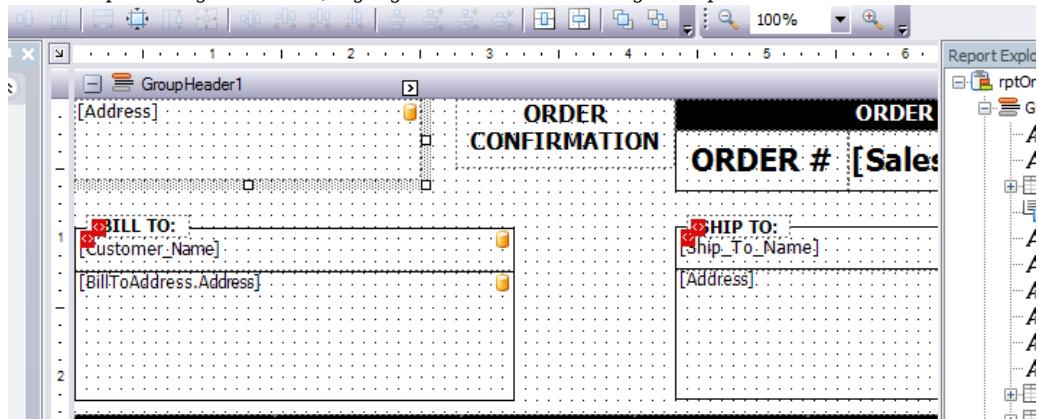 100%
1 2 3 4 5 6
Report Explo
GroupHeader1
rptOr
G
[Address]
ORDER
CONFIRMATION
ORDER
ORDER # [Sales
A
A
BILL TO:
SHIP TO:
1
[Customer_Name]
[Ship_To_Name]
A
A
[BillToAddress.Address]
[Address]
A
A
A
2
A